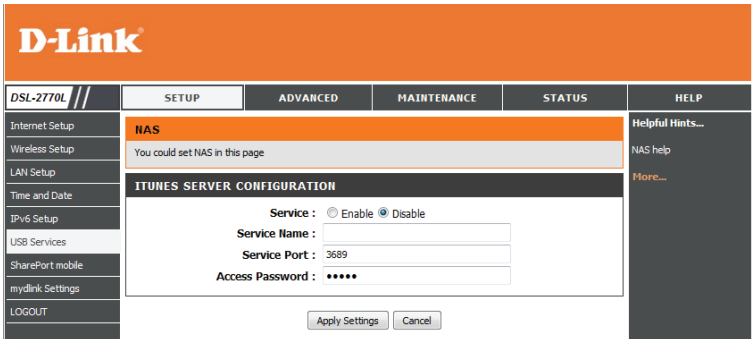 D-Link
DSL-2770L
SETUP ADVANCED MAINTENANCE STATUS HELP
Internet Setup
Wireless Setup
LAN Setup
Time and Date
IPv6 Setup
USB Services
SharePort mobile
mydlink Settings
LOGOUT
NAS
You could set NAS in this page
ITUNES SERVER CONFIGURATION
Service : Enable Disable
Service Name :
Service Port : 3689
Access Password : •••••
Apply Settings Cancel
Helpful Hints...
NAS help
More...